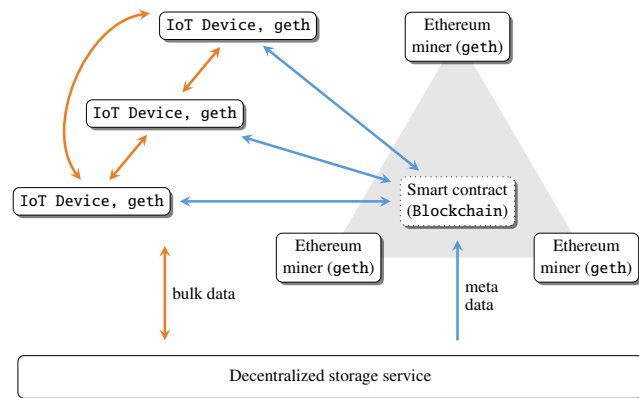 IoT Device, geth
Ethereum
miner (geth)
IoT Device, geth
IoT Device, geth
Smart contract
(Blockchain)
Ethereum
miner (geth)
Ethereum
miner (geth)
bulk data
meta
data
Decentralized storage service